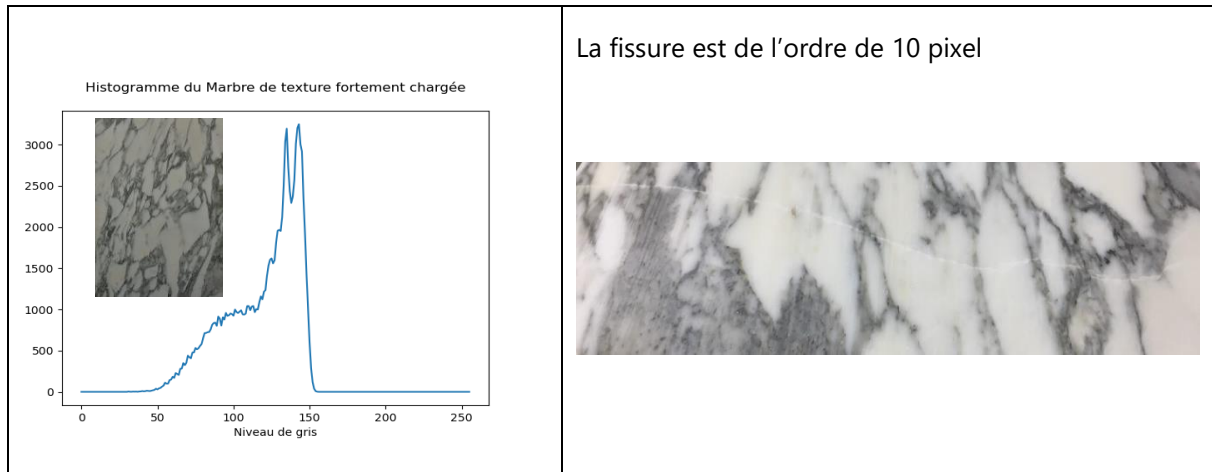 Histogramme du Marbre de texture fortement chargée
3000
2500
2000
1500
1000
500
0
0 50 100 150 200 250
Niveau de gris
La fissure est de l’ordre de 10 pixel